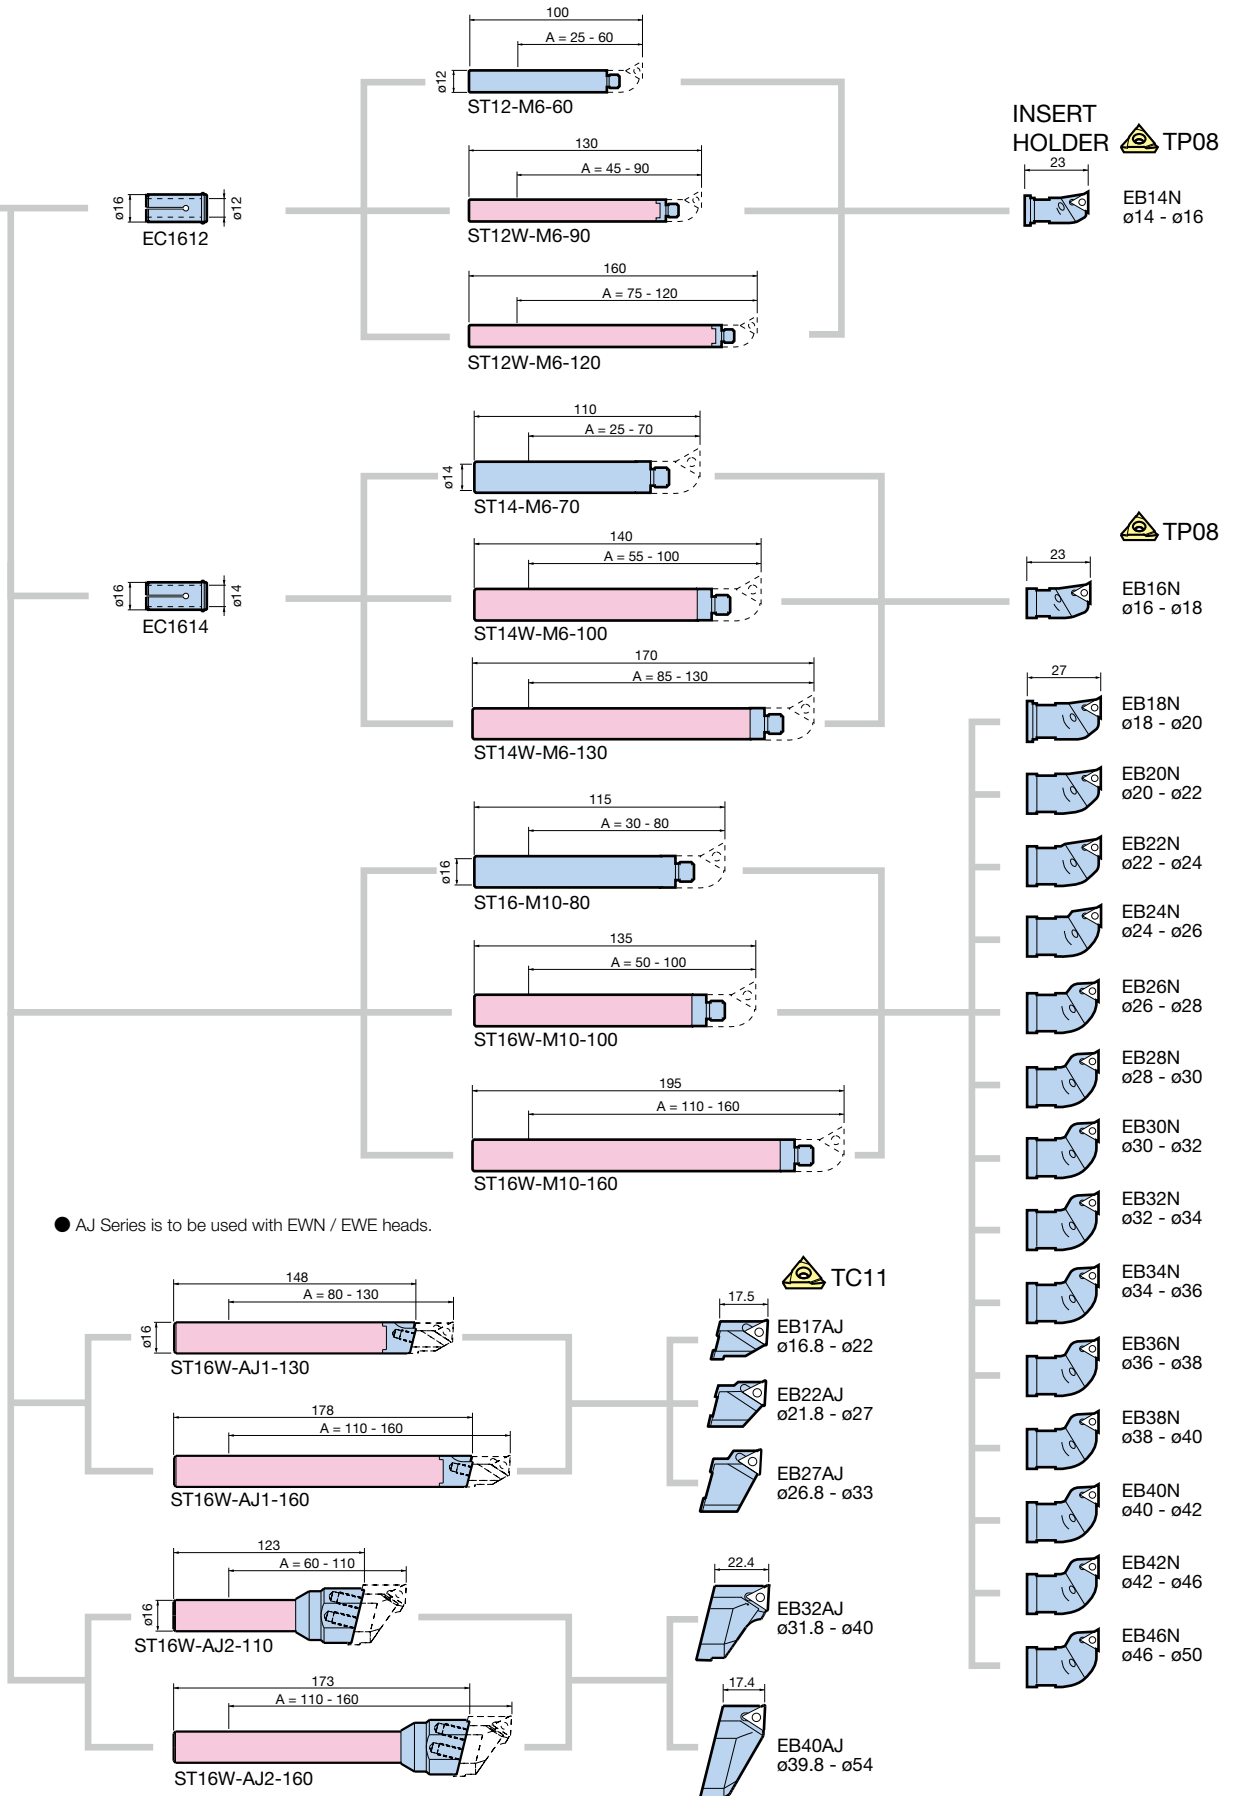 100
A = 25 - 60
ø12
ST12-M6-60
130
A = 45 - 90
ST12W-M6-90
160
A = 75 - 120
ST12W-M6-120
ø16
ø12
EC1612
INSERT
HOLDER
TP08
23
EB14N
ø14 - ø16
110
A = 25 - 70
ø14
ST14-M6-70
140
A = 55 - 100
ST14W-M6-100
170
A = 85 - 130
ST14W-M6-130
ø16
ø14
EC1614
TP08
23
EB16N
ø16 - ø18
115
A = 30 - 80
ø16
ST16-M10-80
135
A = 50 - 100
ST16W-M10-100
195
A = 110 - 160
ST16W-M10-160
27
EB18N
ø18 - ø20
EB20N
ø20 - ø22
EB22N
ø22 - ø24
EB24N
ø24 - ø26
EB26N
ø26 - ø28
EB28N
ø28 - ø30
EB30N
ø30 - ø32
EB32N
ø32 - ø34
EB34N
ø34 - ø36
EB36N
ø36 - ø38
EB38N
ø38 - ø40
EB40N
ø40 - ø42
EB42N
ø42 - ø46
EB46N
ø46 - ø50
● AJ Series is to be used with EWN / EWE heads.
148
A = 80 - 130
ø16
ST16W-AJ1-130
178
A = 110 - 160
ST16W-AJ1-160
TC11
17.5
EB17AJ
ø16.8 - ø22
EB22AJ
ø21.8 - ø27
EB27AJ
ø26.8 - ø33
123
A = 60 - 110
ø16
ST16W-AJ2-110
173
A = 110 - 160
ST16W-AJ2-160
22.4
EB32AJ
ø31.8 - ø40
17.4
EB40AJ
ø39.8 - ø54